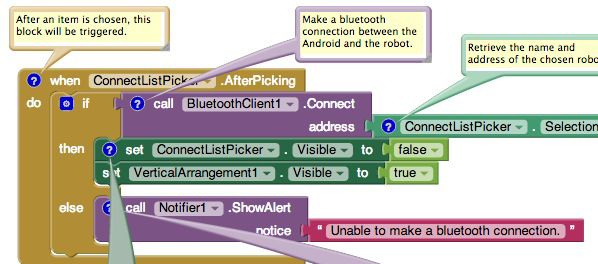 After an item is chosen, this
block will be triggered.
Make a bluetooth
connection between the
Android and the robot.
Retrieve the name and
address of the chosen robo
? when ConnectListPicker .AfterPicking
do if ? call BluetoothClient1 .Connect
address ? ConnectListPicker . Selection
then ? set ConnectListPicker . Visible to false
set VerticalArrangement1 . Visible to true
else ? call Notifier1 .ShowAlert
notice " Unable to make a bluetooth connection. "